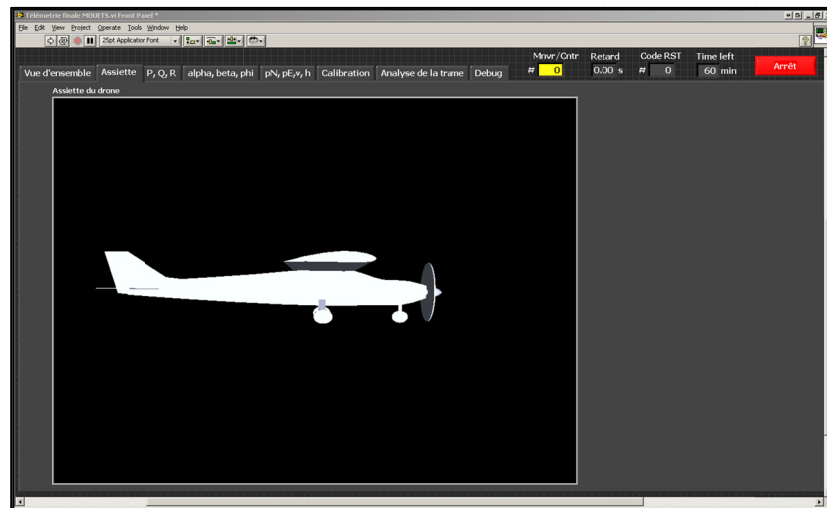 Télémetrie finale MOUETS.vi Front Panel *
File Edit View Project Operate Tools Window Help
25pt Application Font
Mnvr/Cntr Retard Code RST Time left
# 0 0.00 s # 0 60 min Arrêt
Vue d'ensemble Assiette P, Q, R alpha, beta, phi pN, pE,v, h Calibration Analyse de la trame Debug
Assiette du drone